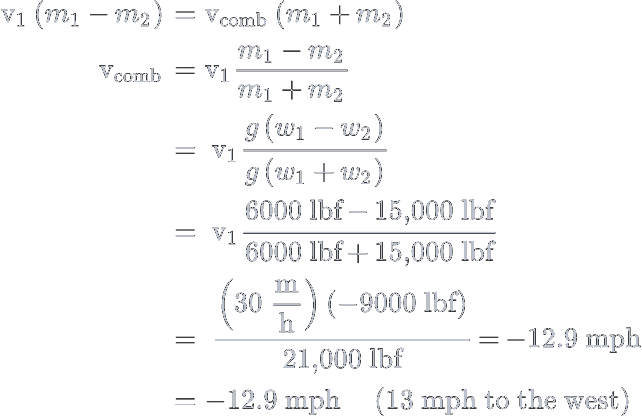 v₁ (m₁ − m₂) = v_comb (m₁ + m₂)
v_comb = v₁ (m₁ − m₂)/(m₁ + m₂)
= v₁ g (w₁ − w₂)/g (w₁ + w₂)
= v₁ (6000 lbf − 15,000 lbf)/(6000 lbf + 15,000 lbf)
= (30 m/h) (−9000 lbf)/21,000 lbf = −12.9 mph
= −12.9 mph (13 mph to the west)